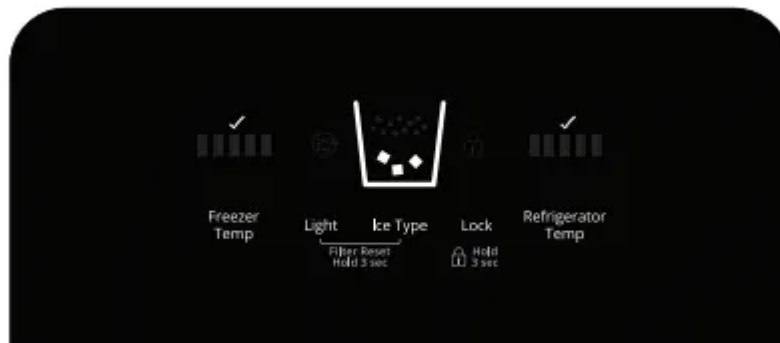 Freezer
Temp
Light
Ice Type
Lock
Refrigerator
Temp
Filter Reset
Hold 3 sec
Hold
3 sec